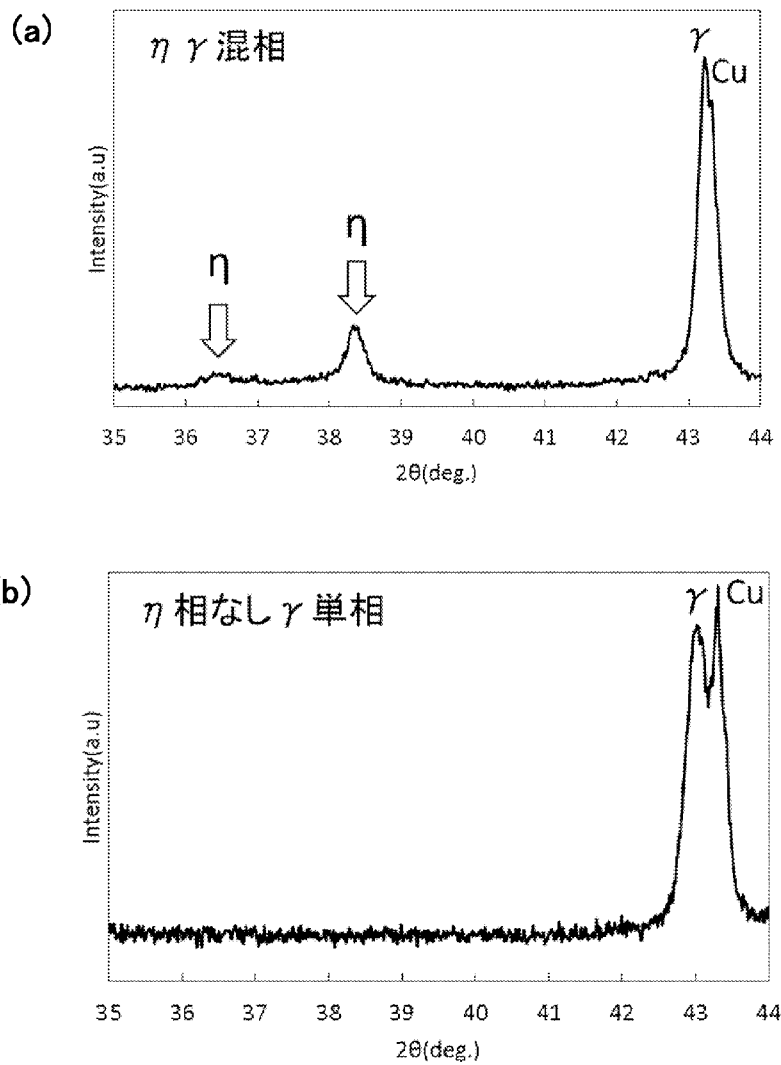 (a)
η γ 混相
γ
Cu
η
η
Intensity(a.u)
35 36 37 38 39 40 41 42 43 44
2θ(deg.)
b)
η 相なし γ 単相
γ Cu
Intensity(a.u)
35 36 37 38 39 40 41 42 43 44
2θ(deg.)